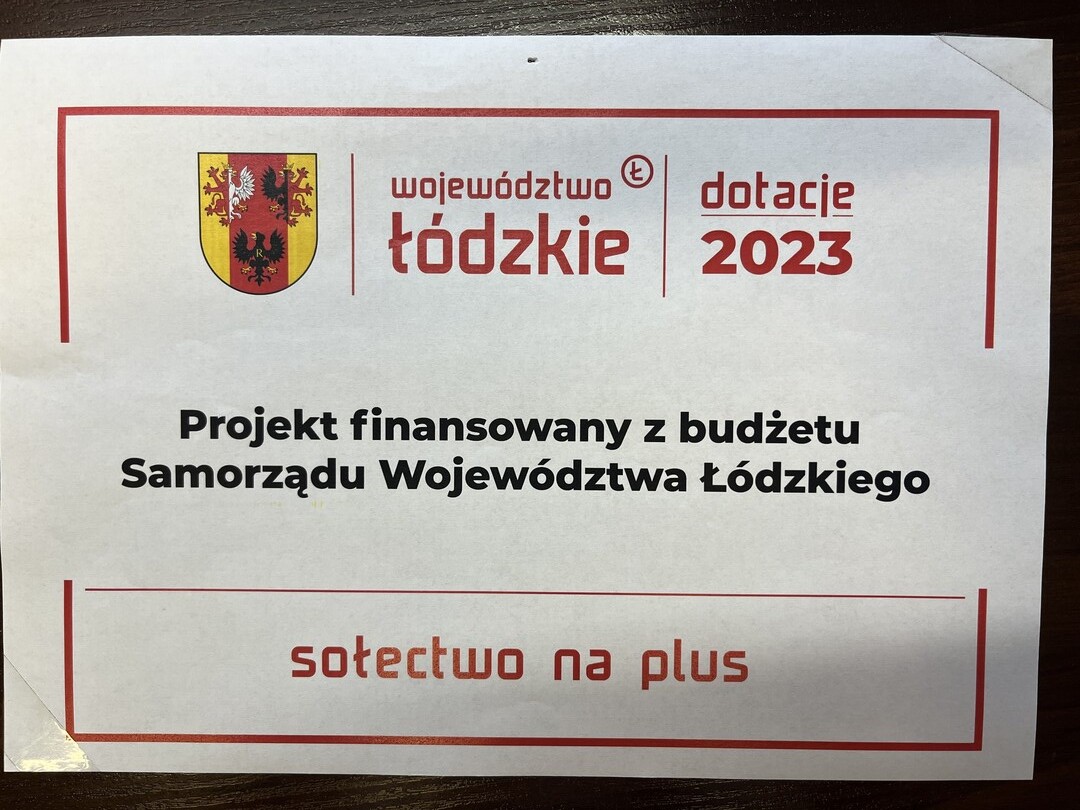 województwo Ł
łódzkie
dotacje
2023
R
Projekt finansowany z budżetu
Samorządu Województwa Łódzkiego
sołectwo na plus